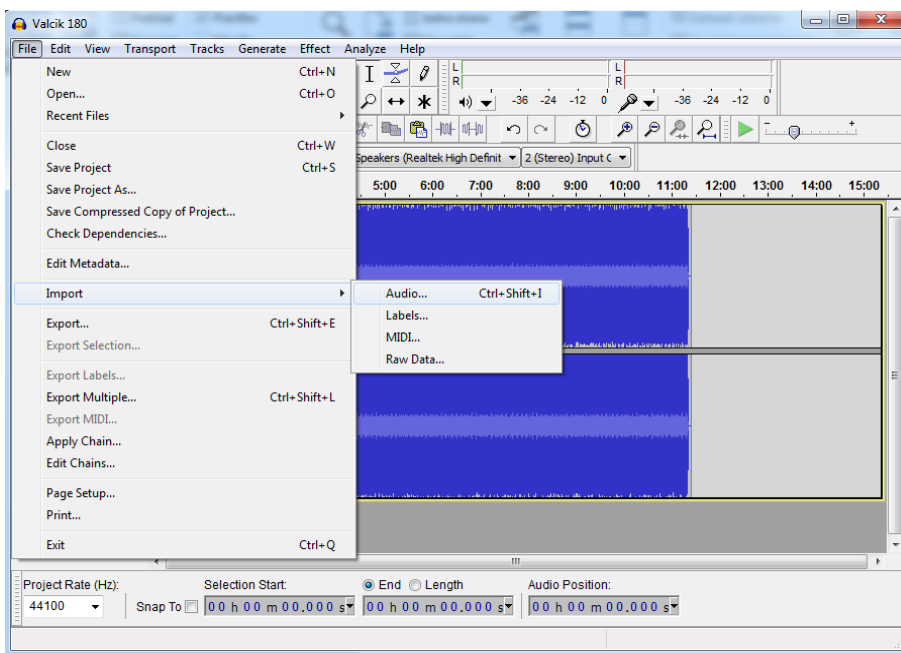 Valcik 180
File Edit View Transport Tracks Generate Effect Analyze Help
New Ctrl+N
Open... Ctrl+O
Recent Files
Close Ctrl+W
Save Project Ctrl+S
Save Project As...
Save Compressed Copy of Project...
Check Dependencies...
Edit Metadata...
Import
Export... Ctrl+Shift+E
Export Selection...
Export Labels...
Export Multiple... Ctrl+Shift+L
Export MIDI...
Apply Chain...
Edit Chains...
Page Setup...
Print...
Exit Ctrl+Q
Audio... Ctrl+Shift+I
Labels...
MIDI...
Raw Data...
L L
R R
-36 -24 -12 0 -36 -24 -12 0
Speakers (Realtek High Definit 2 (Stereo) Input C
5:00 6:00 7:00 8:00 9:00 10:00 11:00 12:00 13:00 14:00 15:00
Project Rate (Hz): Selection Start: End Length Audio Position:
44100 Snap To 00 h 00 m 00.000 s 00 h 00 m 00.000 s 00 h 00 m 00.000 s